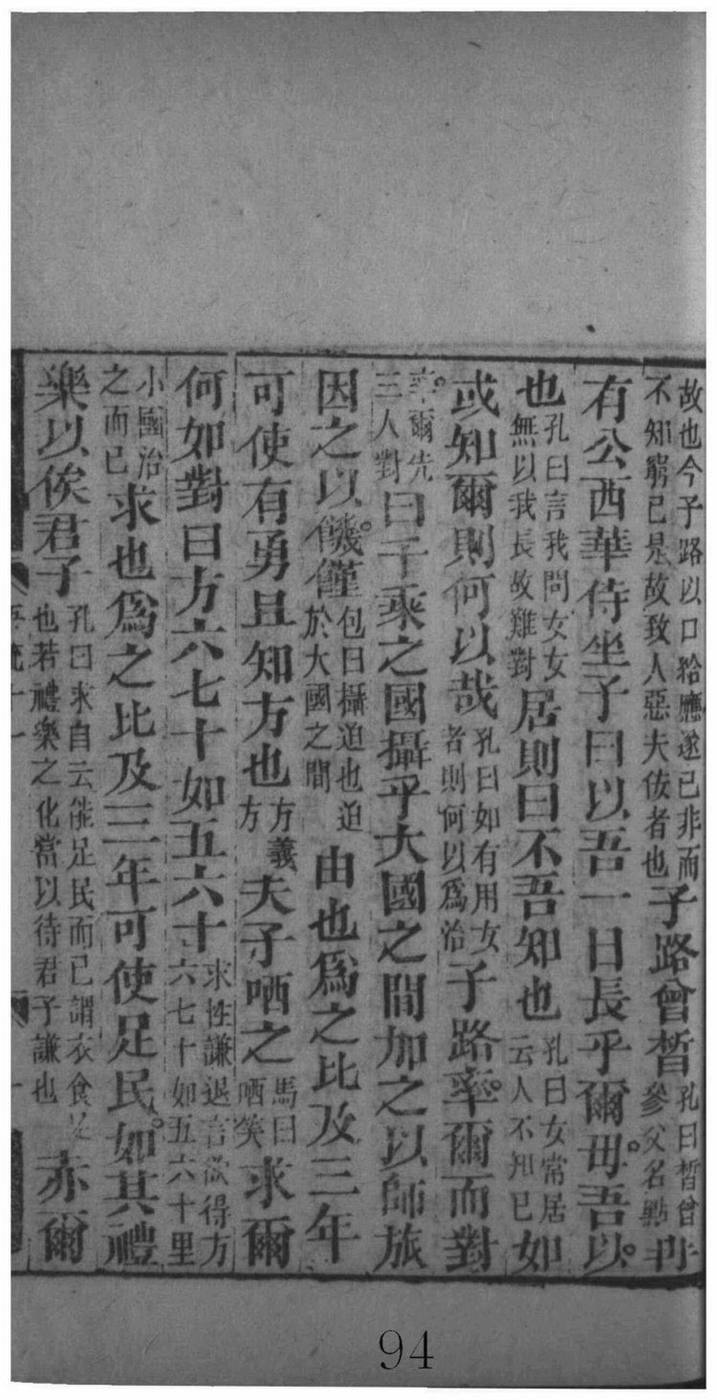 故也今子路以口給應遂已非而不知窮已是故致人惡夫佞者也子路曾皙孔曰皙曾參父名點冉
有公西華侍坐子曰以吾一日長乎爾毋吾以
也孔曰言我問女女無以我長故難對居則曰不吾知也孔曰女常居云人不知已如
或知爾則何以哉孔曰如有用女者則何以爲治子路率爾而對
率爾先三人對曰千乘之國攝乎大國之間加之以師旅
因之以饑饉包曰攝迫也迫於大國之間由也爲之比及三年
可使有勇且知方也方義方夫子哂之馬曰哂笑求爾
何如對曰方六七十如五六十求性謙退言欲得方六七十如五六十里
小國治之而已求也爲之比及三年可使足民如其禮
樂以俟君子孔曰求自云能足民而已謂衣食足也若禮樂之化當以待君子謙也亦爾
94